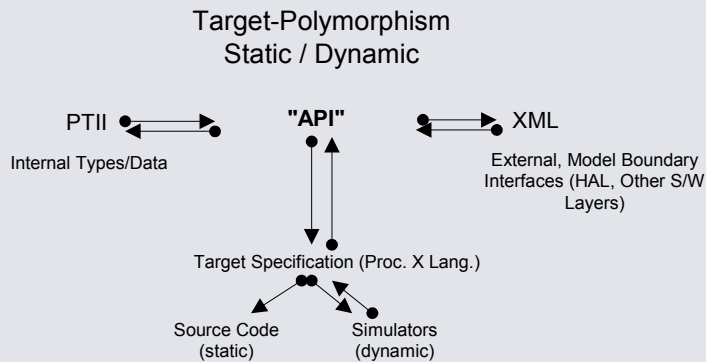 Target-Polymorphism
Static / Dynamic
PTII
"API"
XML
Internal Types/Data
External, Model Boundary
Interfaces (HAL, Other S/W
Layers)
Target Specification (Proc. X Lang.)
Source Code
(static)
Simulators
(dynamic)